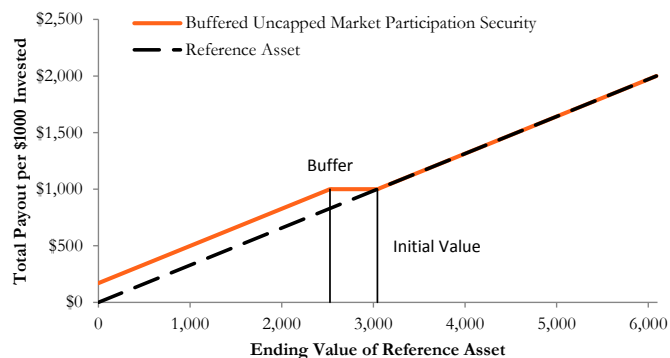 Buffered Uncapped Market Participation Security
Reference Asset
Total Payout per $1000 Invested
$2,500
$2,000
$1,500
$1,000
$500
$0
Buffer
Initial Value
0
1,000
2,000
3,000
4,000
5,000
6,000
Ending Value of Reference Asset